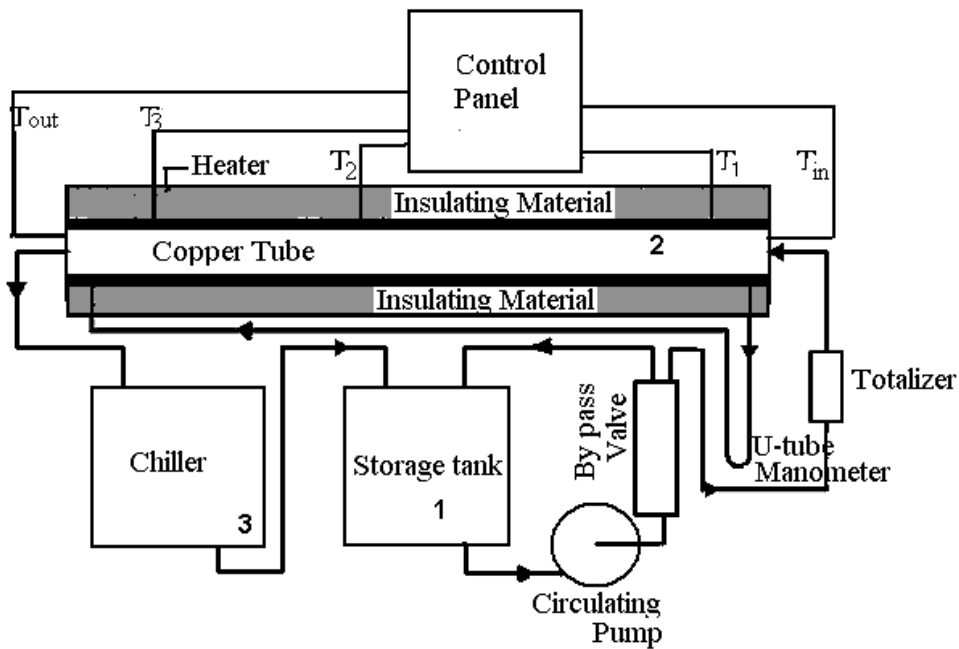 Control
Panel
Tout
T3
Heater
T2
T1
Tin
Insulating Material
Copper Tube
2
Insulating Material
Totalizer
By pass
Valve
U-tube
Manometer
Chiller
3
Storage tank
1
Circulating
Pump